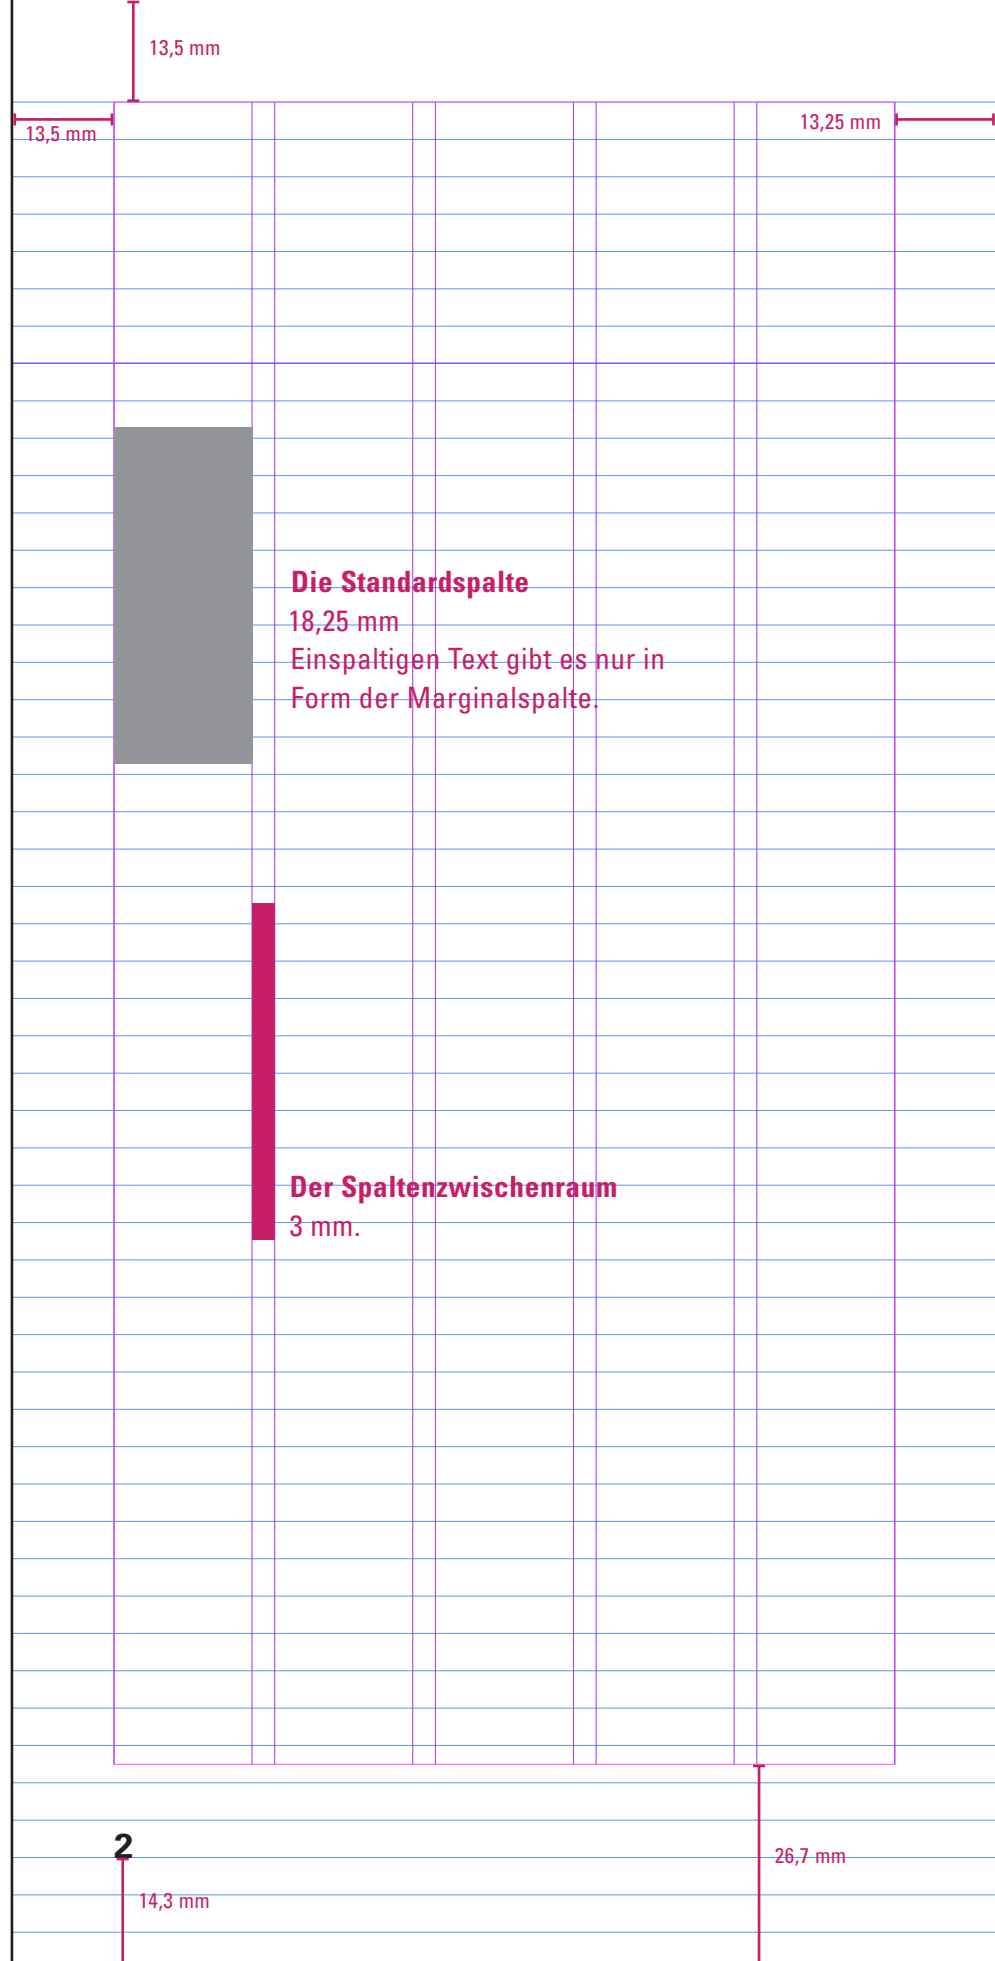 13,5 mm
13,5 mm
13,25 mm
Die Standardspalte
18,25 mm
Einspaltigen Text gibt es nur in
Form der Marginalspalte.
Der Spaltenzwischenraum
3 mm.
2
26,7 mm
14,3 mm